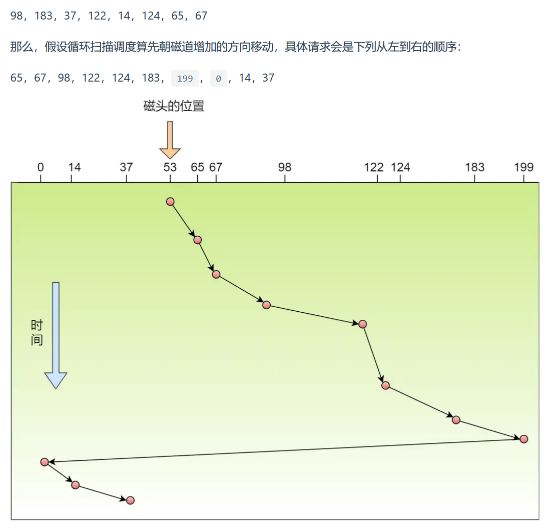 98，183，37，122，14，124，65，67
那么，假设循环扫描调度算先朝磁道增加的方向移动，具体请求会是下列从左到右的顺序：
65，67，98，122，124，183，199，0，14，37
磁头的位置
0 14 37 53 65 67 98 122 124 183 199
时
间